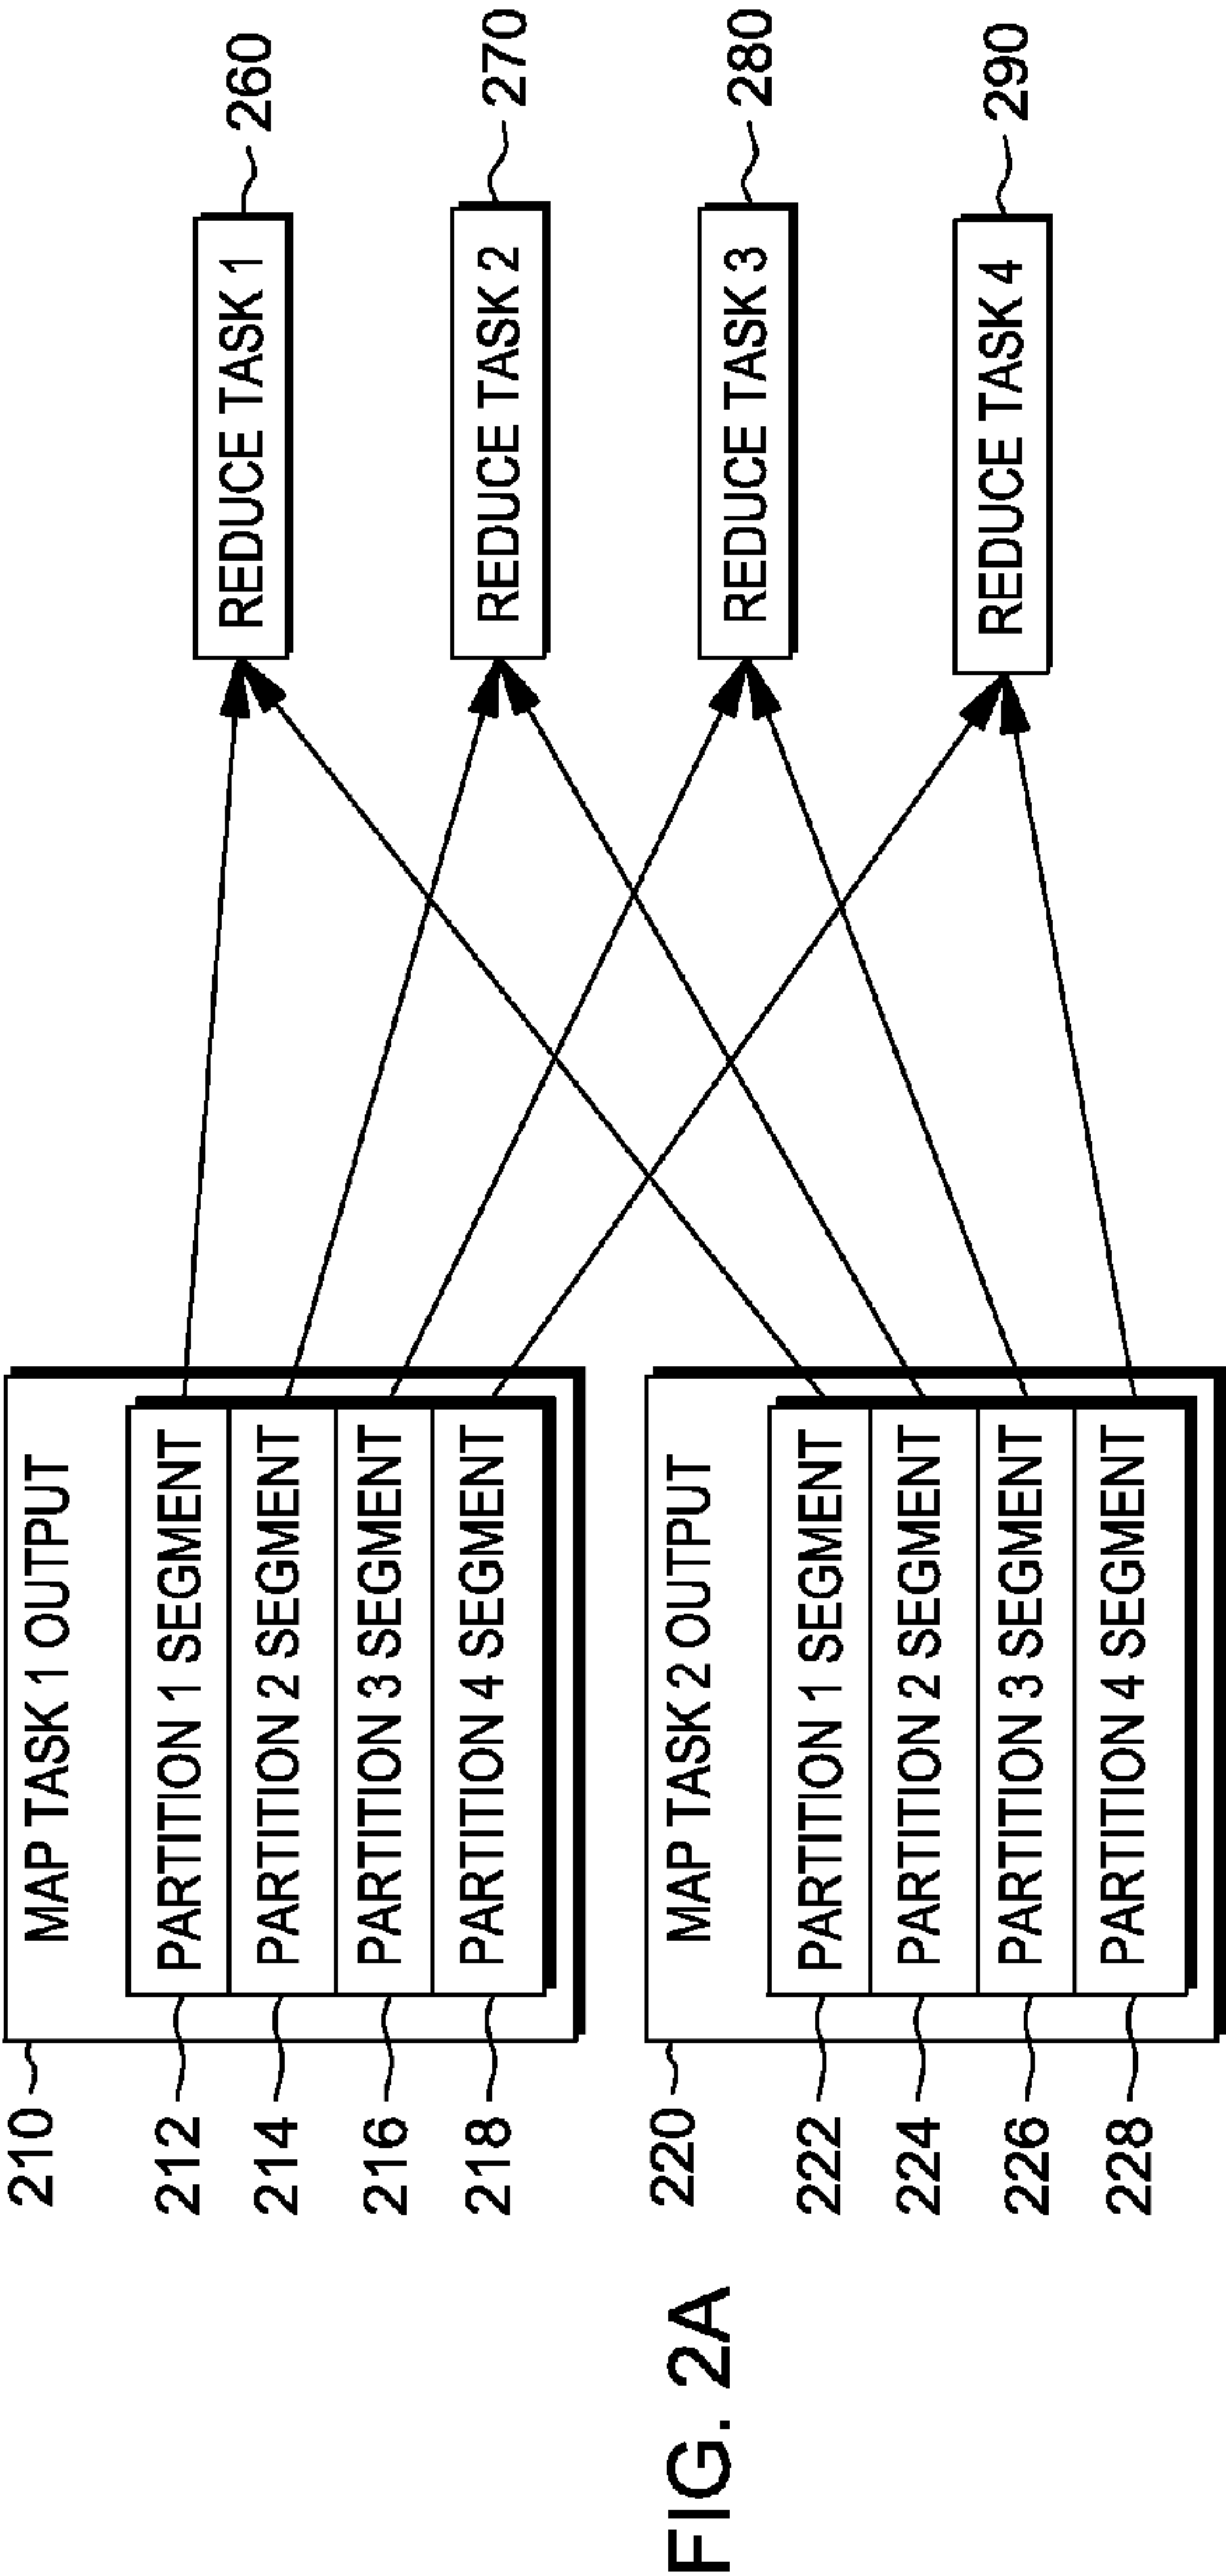 210
MAP TASK 1 OUTPUT
212
PARTITION 1 SEGMENT
214
PARTITION 2 SEGMENT
216
PARTITION 3 SEGMENT
218
PARTITION 4 SEGMENT
220
MAP TASK 2 OUTPUT
222
PARTITION 1 SEGMENT
224
PARTITION 2 SEGMENT
226
PARTITION 3 SEGMENT
228
PARTITION 4 SEGMENT
REDUCE TASK 1
260
REDUCE TASK 2
270
REDUCE TASK 3
280
REDUCE TASK 4
290
FIG. 2A